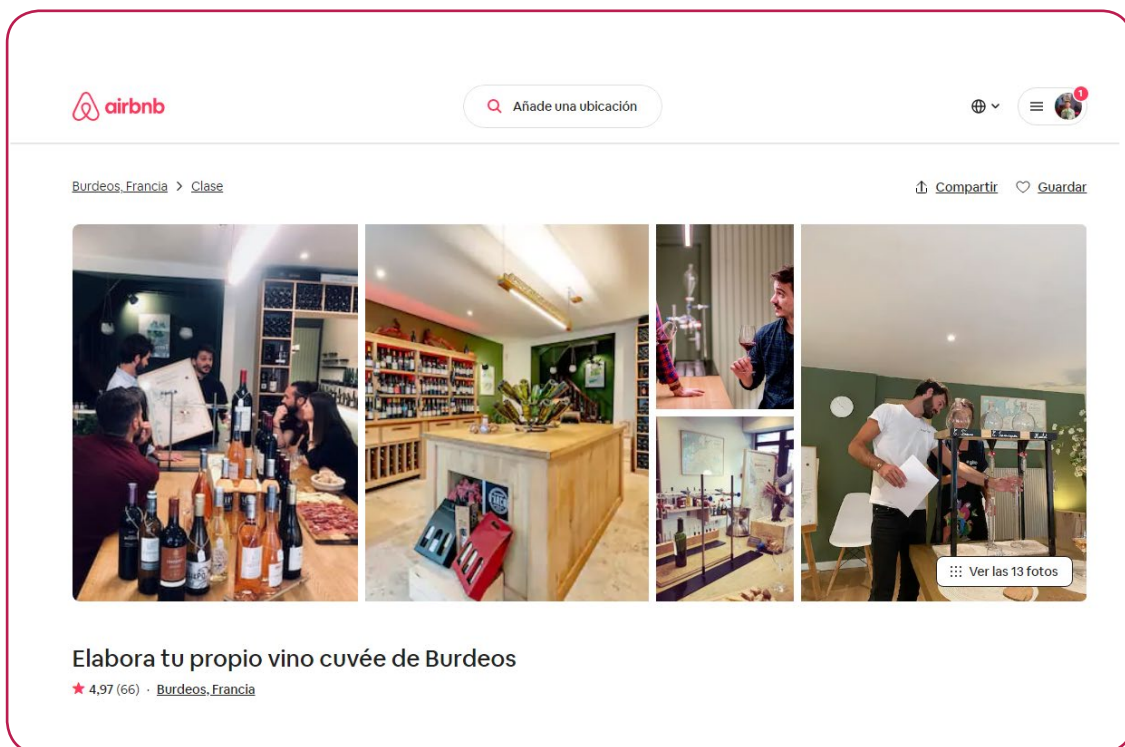 airbnb
Añade una ubicación
1
Burdeos, Francia > Clase
Compartir Guardar
Ver las 13 fotos
Elabora tu propio vino cuvée de Burdeos
4,97 (66) · Burdeos, Francia